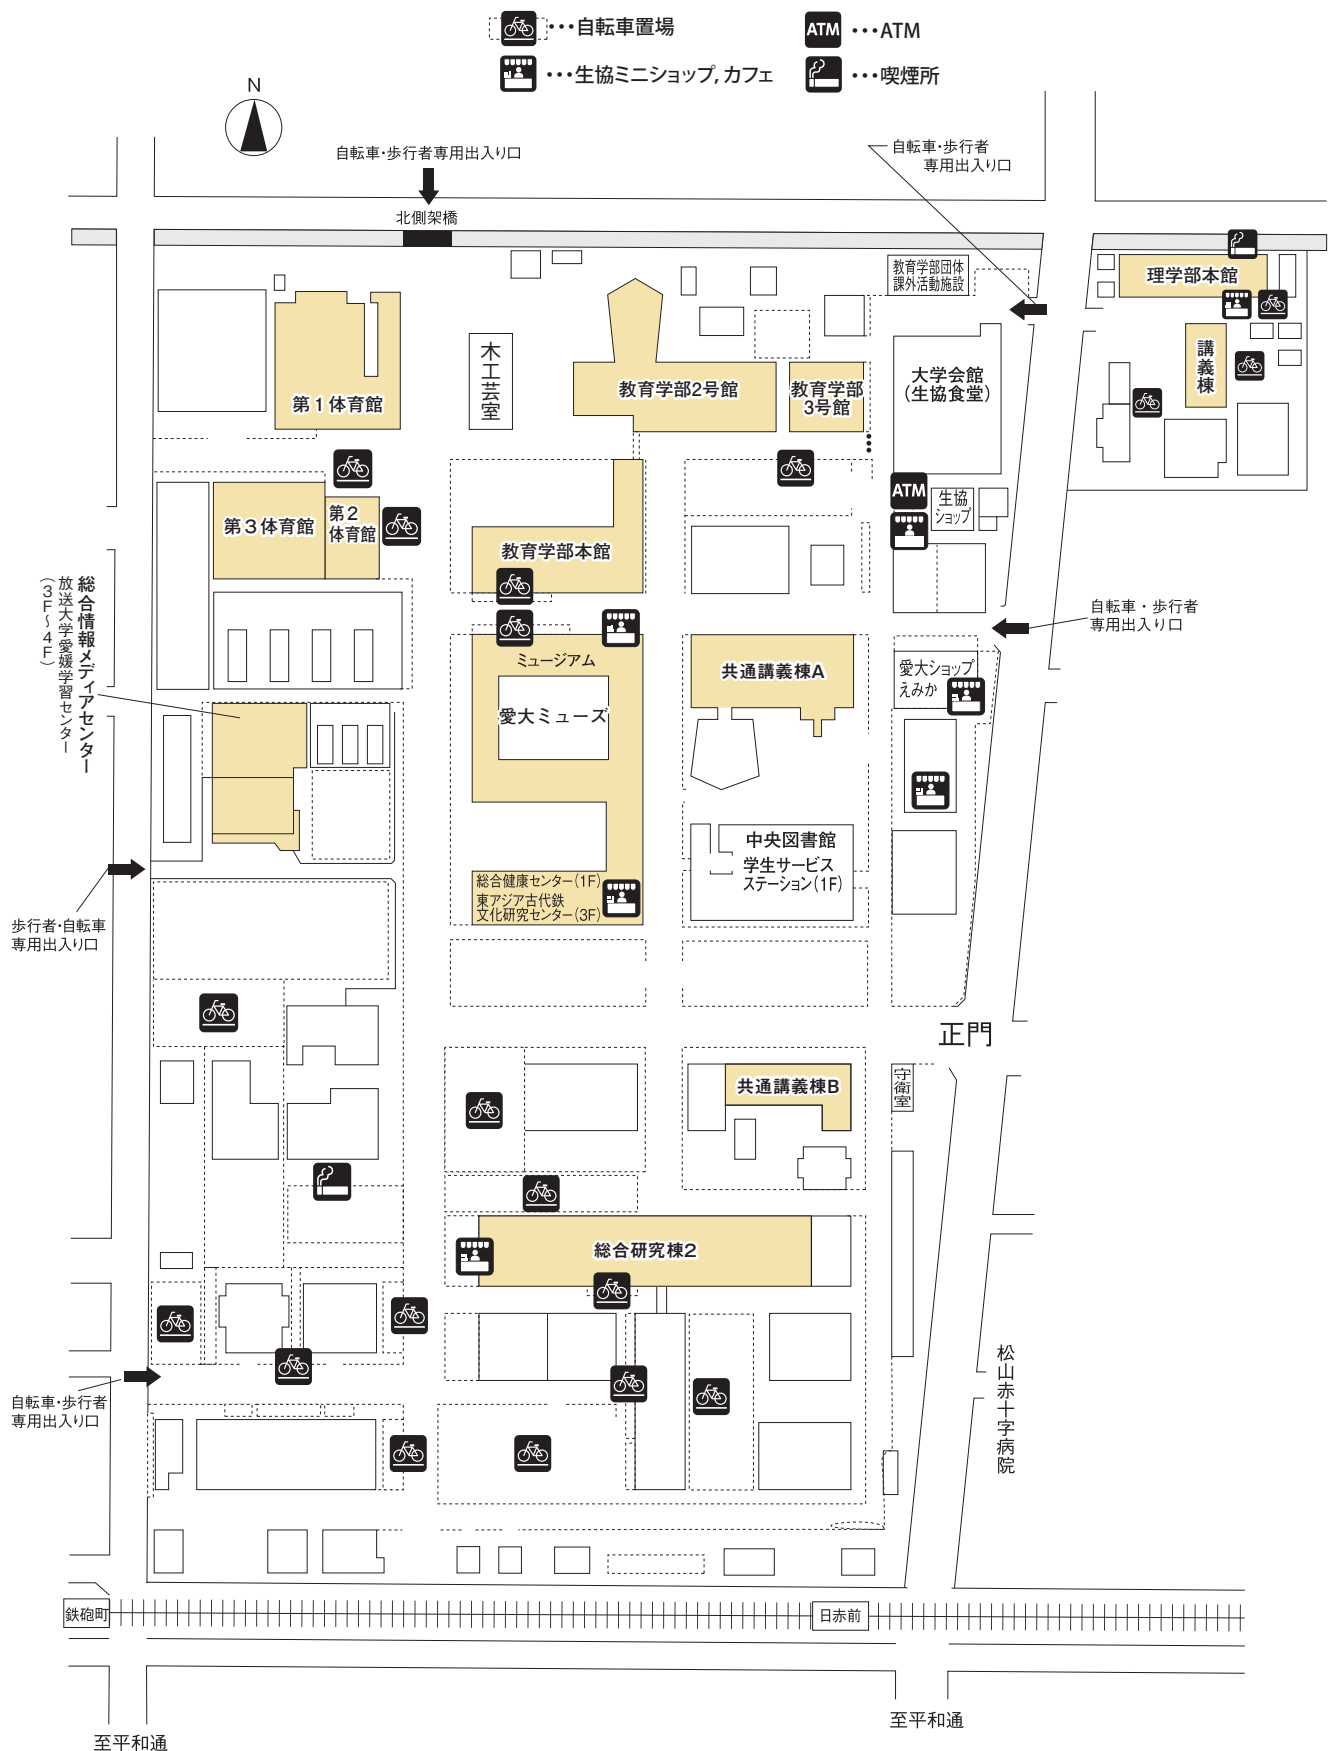 …自転車置場
ATM …ATM
…生協ミニショップ,カフェ
…喫煙所
N
自転車・歩行者専用出入り口
北側架橋
自転車・歩行者
専用出入り口
教育学部団体
課外活動施設
理学部本館
講義棟
木工芸室
第1体育館
教育学部2号館
教育学部
3号館
大学会館
(生協食堂)
ATM
生協
ショップ
第3体育館
第2
体育館
教育学部本館
総合情報メディアセンター
放送大学愛媛学習センター
(3F〜4F)
自転車・歩行者
専用出入り口
ミュージアム
愛大ミューズ
共通講義棟A
愛大ショップ
えみか
中央図書館
学生サービス
ステーション(1F)
総合健康センター(1F)
東アジア古代鉄
文化研究センター(3F)
歩行者・自転車
専用出入り口
正門
守衛室
共通講義棟B
総合研究棟2
自転車・歩行者
専用出入り口
松山赤十字病院
鉄砲町
日赤前
至平和通
至平和通